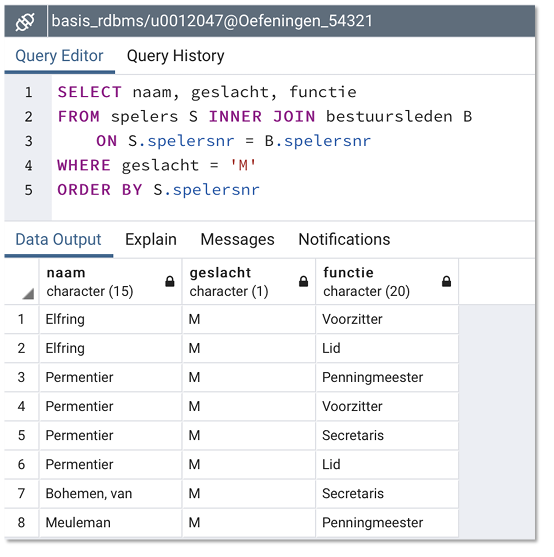 basis_rdbms/u0012047@Oefeningen_54321
Query Editor Query History
1 SELECT naam, geslacht, functie
2 FROM spelers S INNER JOIN bestuursleden B
3 ON S.spelersnr = B.spelersnr
4 WHERE geslacht = 'M'
5 ORDER BY S.spelersnr
Data Output Explain Messages Notifications
naam geslacht functie
character (15) character (1) character (20)
1 Elfring M Voorzitter
2 Elfring M Lid
3 Permentier M Penningmeester
4 Permentier M Voorzitter
5 Permentier M Secretaris
6 Permentier M Lid
7 Bohemen, van M Secretaris
8 Meuleman M Penningmeester